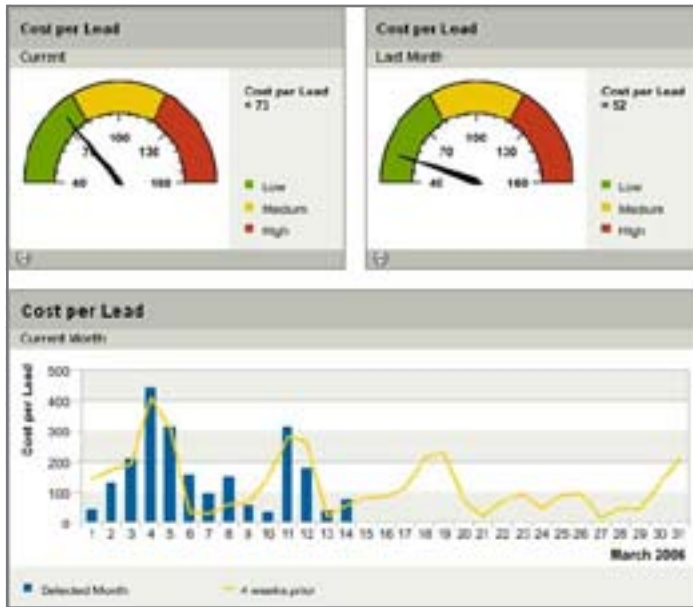 Cost per Lead
Current
Cost per Lead
= 73
100
70
130
40
160
Low
Medium
High
Cost per Lead
Last Month
Cost per Lead
= 52
100
70
130
40
160
Low
Medium
High
Cost per Lead
Current Month
Cost per Lead
500
400
300
200
100
0
1 2 3 4 5 6 7 8 9 10 11 12 13 14 15 16 17 18 19 20 21 22 23 24 25 26 27 28 29 30 31
March 2006
Selected Month
4 weeks prior